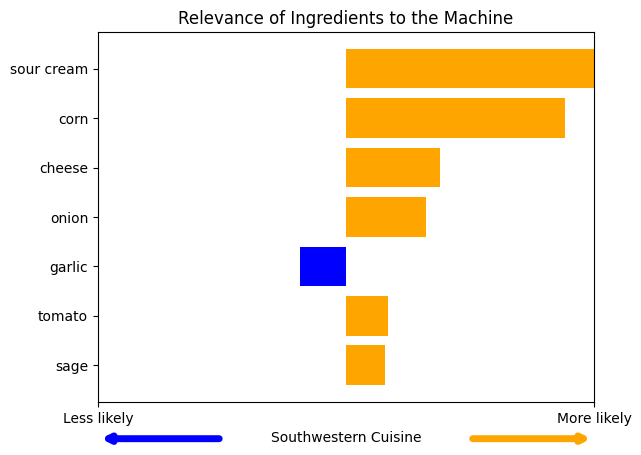 Relevance of Ingredients to the Machine
sour cream
corn
cheese
onion
garlic
tomato
sage
Less likely
More likely
Southwestern Cuisine